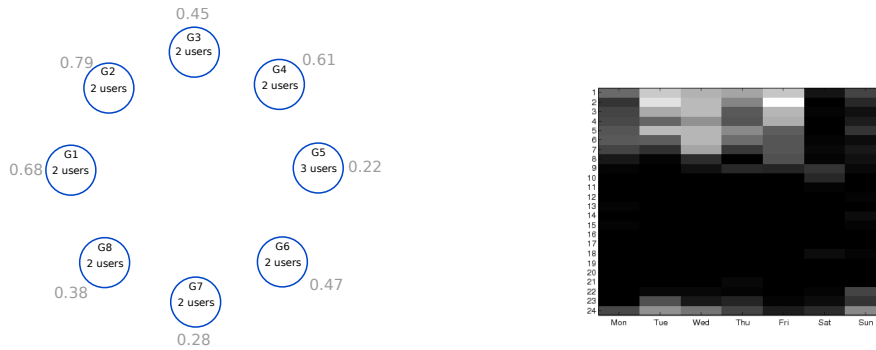 0.45
G3
2 users
0.79
G2
2 users
0.61
G4
2 users
0.68
G1
2 users
G5
3 users
0.22
G8
2 users
0.38
G6
2 users
0.47
G7
2 users
0.28
1
2
3
4
5
6
7
8
9
10
11
12
13
14
15
16
17
18
19
20
21
22
23
24
Mon Tue Wed Thu Fri Sat Sun